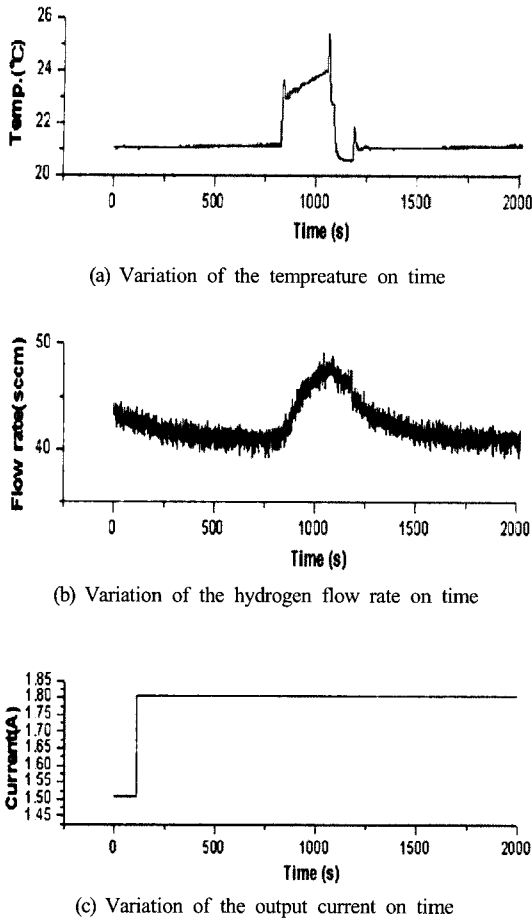 26
24
22
20
Temp.(℃)
0 500 1000 1500 2000
Time (s)
(a) Variation of the tempreature on time
50
40
Flow rate(sccm)
0 500 1000 1500 2000
Time (s)
(b) Variation of the hydrogen flow rate on time
1.85
1.80
1.75
1.70
1.65
1.60
1.55
1.50
1.45
Current(A)
0 500 1000 1500 2000
Time (s)
(c) Variation of the output current on time